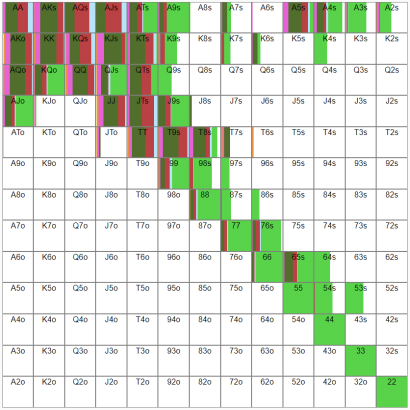 AA AKs AQs AJs ATs A9s A8s A7s A6s A5s A4s A3s A2s
AKo KK KQs KJs KTs K9s K8s K7s K6s K5s K4s K3s K2s
AQo KQo QQ QJs QTs Q9s Q8s Q7s Q6s Q5s Q4s Q3s Q2s
AJo KJo QJo JJ JTs J9s J8s J7s J6s J5s J4s J3s J2s
ATo KTo QTo JTo TT T9s T8s T7s T6s T5s T4s T3s T2s
A9o K9o Q9o J9o T9o 99 98s 97s 96s 95s 94s 93s 92s
A8o K8o Q8o J8o T8o 98o 88 87s 86s 85s 84s 83s 82s
A7o K7o Q7o J7o T7o 97o 87o 77 76s 75s 74s 73s 72s
A6o K6o Q6o J6o T6o 96o 86o 76o 66 65s 64s 63s 62s
A5o K5o Q5o J5o T5o 95o 85o 75o 65o 55 54s 53s 52s
A4o K4o Q4o J4o T4o 94o 84o 74o 64o 54o 44 43s 42s
A3o K3o Q3o J3o T3o 93o 83o 73o 63o 53o 43o 33 32s
A2o K2o Q2o J2o T2o 92o 82o 72o 62o 52o 42o 32o 22